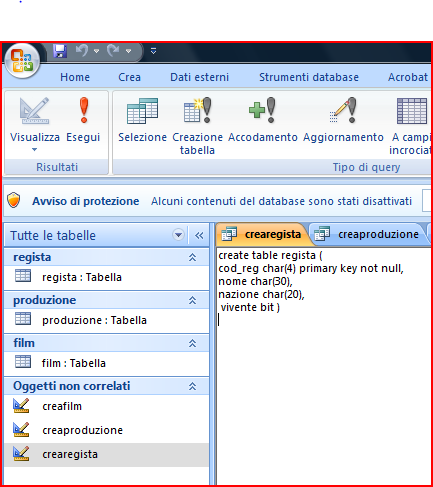 Home Crea Dati esterni Strumenti database Acrobat
Visualizza Esegui Selezione Creazione tabella Accodamento Aggiornamento A campi incrociat
Risultati Tipo di query
Avviso di protezione Alcuni contenuti del database sono stati disattivati
Tutte le tabelle
regista
regista : Tabella
produzione
produzione : Tabella
film
film : Tabella
Oggetti non correlati
creafilm
creaproduzione
crearegista
crearegista creaproduzione
create table regista (
cod_reg char(4) primary key not null,
nome char(30),
nazione char(20),
vivente bit )